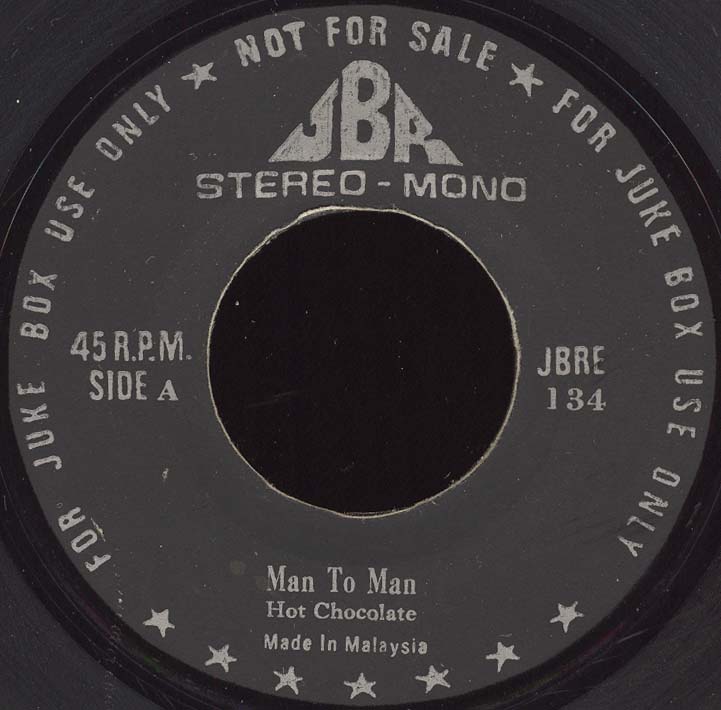 FOR JUKE BOX USE ONLY ★ NOT FOR SALE ★ FOR JUKE BOX USE ONLY
JBR
STEREO - MONO
45 R.P.M.
SIDE A
JBRE
134
Man To Man
Hot Chocolate
Made In Malaysia